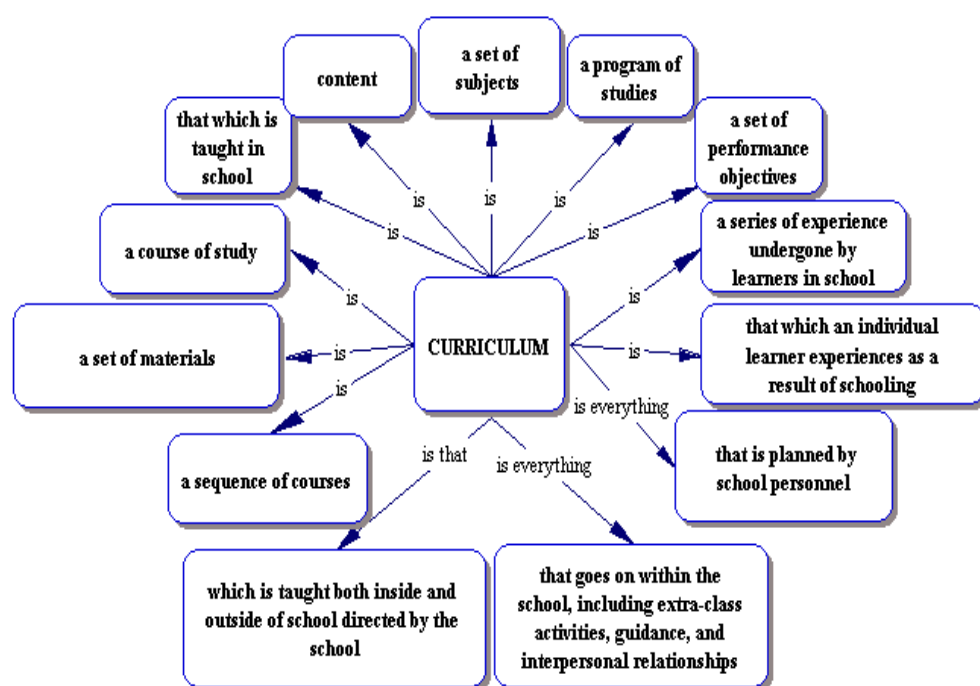 a set of
subjects
content
a program of
studies
that which is
taught in
school
a set of
performance
objectives
is
is
is
is
is
a course of study
a series of experience
undergone by
learners in school
is
is
a set of materials
is
CURRICULUM
is
that which an individual
learner experiences as a
result of schooling
is
is everything
a sequence of courses
is that
is everything
that is planned by
school personnel
which is taught both inside and
outside of school directed by the
school
that goes on within the
school, including extra-class
activities, guidance, and
interpersonal relationships